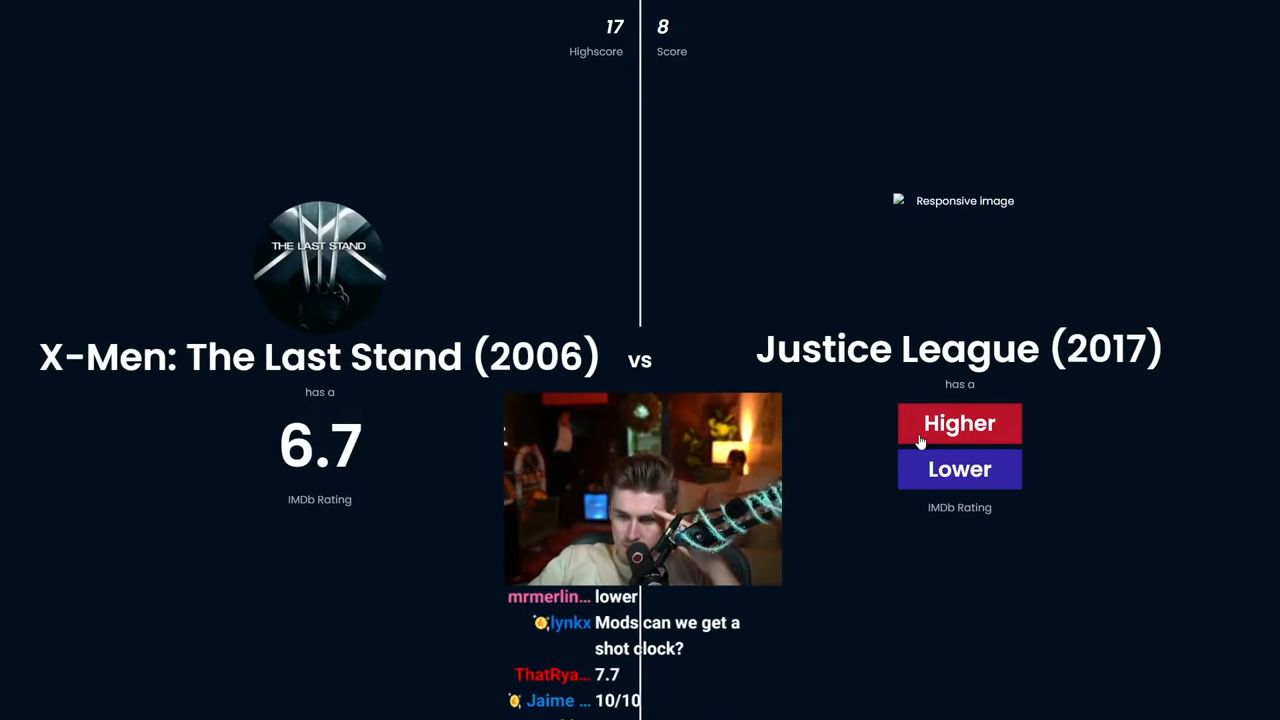 17
Highscore
8
Score
THE LAST STAND
X-Men: The Last Stand (2006)
has a
6.7
IMDb Rating
vs
Responsive image
Justice League (2017)
has a
Higher
Lower
IMDb Rating
mrmerlin... lower
lynkx Mods can we get a
shot clock?
ThatRya... 7.7
Jaime ... 10/10